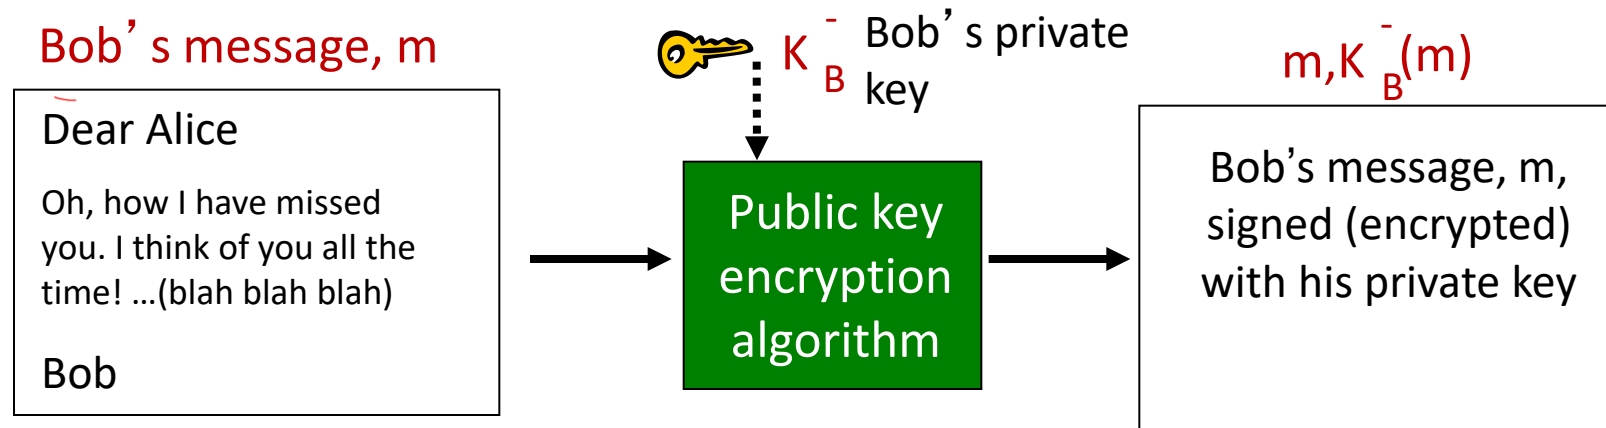 Bob’s message, m
Dear Alice
Oh, how I have missed
you. I think of you all the
time! …(blah blah blah)
Bob
K B -
Bob’s private
key
Public key
encryption
algorithm
m,K B -(m)
Bob’s message, m,
signed (encrypted)
with his private key